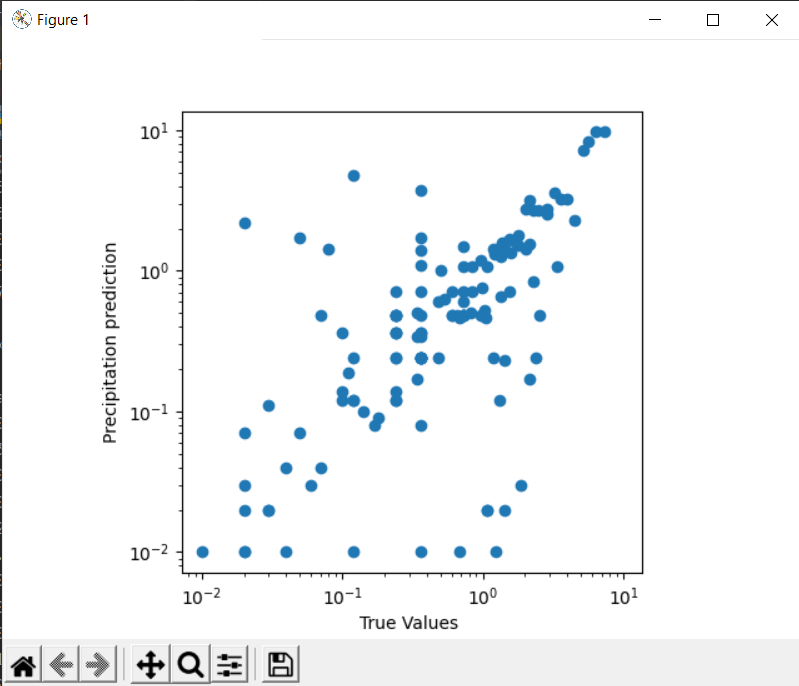 Figure 1
10¹
10⁰
10⁻¹
10⁻²
Precipitation prediction
10⁻² 10⁻¹ 10⁰ 10¹
True Values